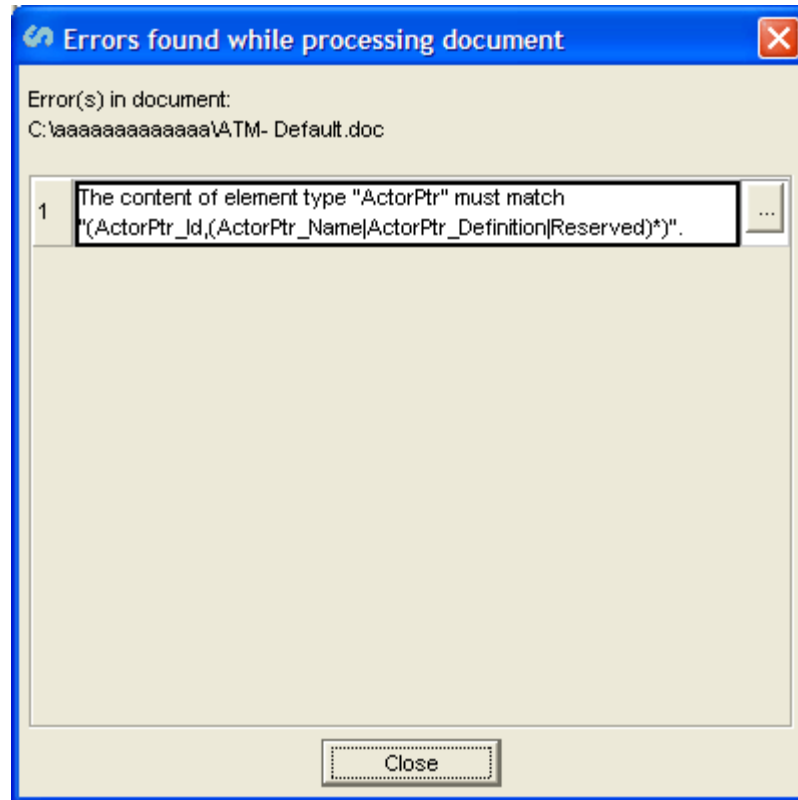 Errors found while processing document
Error(s) in document:
C:\aaaaaaaaaaaaa\ATM- Default.doc
1
The content of element type "ActorPtr" must match
"(ActorPtr_Id,(ActorPtr_Name|ActorPtr_Definition|Reserved)*)".
...
Close